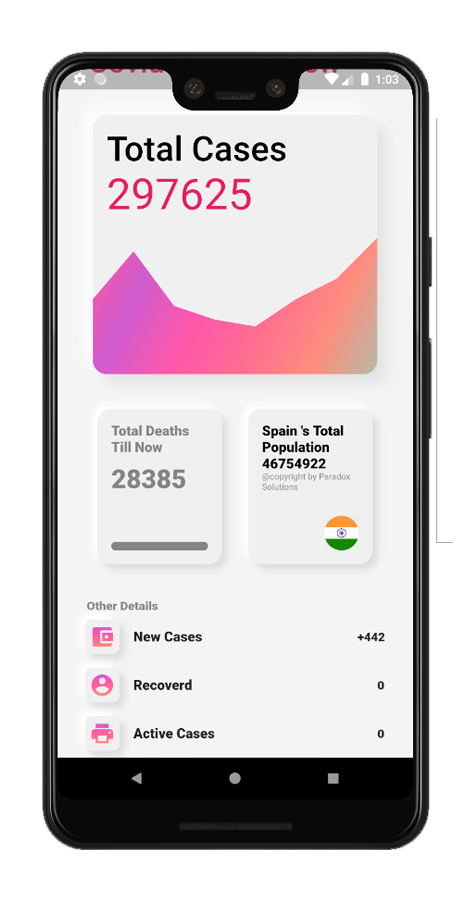 1:03
Total Cases
297625
Total Deaths
Till Now
28385
Spain 's Total
Population
46754922
@copyright by Paradox
Solutions
Other Details
New Cases +442
Recoverd 0
Active Cases 0